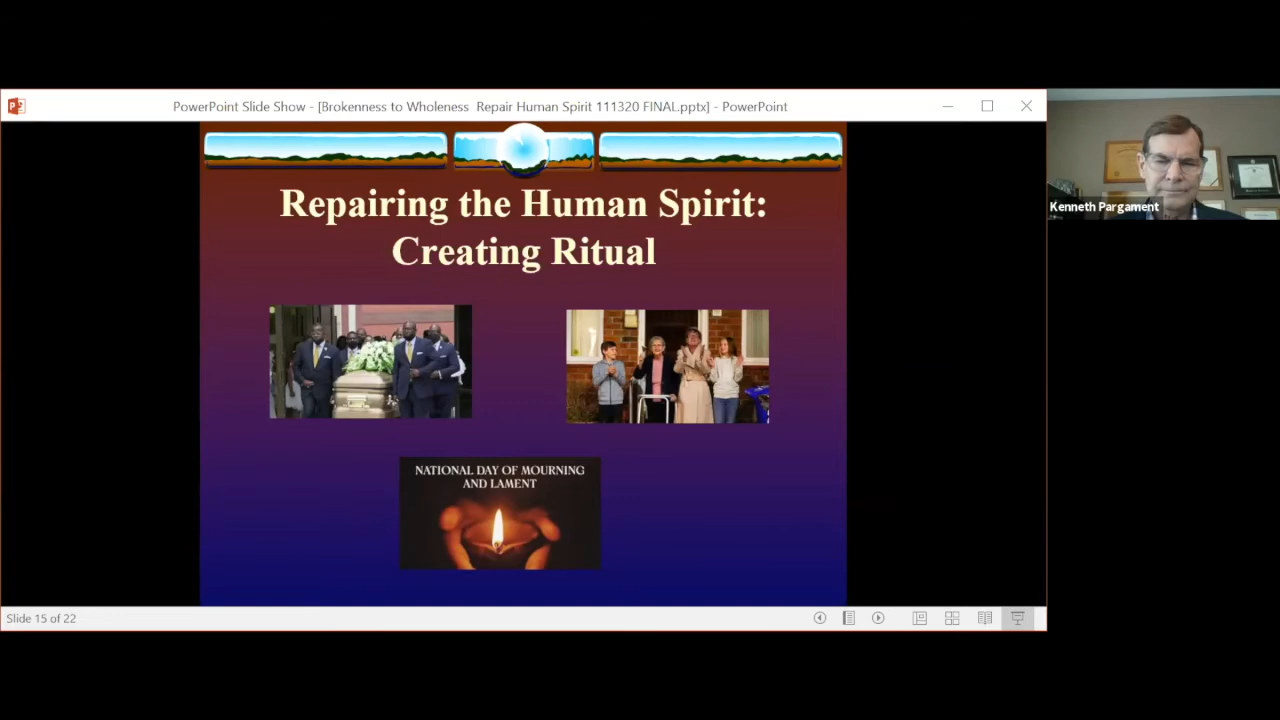 PowerPoint Slide Show - [Brokenness to Wholeness Repair Human Spirit 111320 FINAL.pptx] - PowerPoint
Repairing the Human Spirit:
Creating Ritual
Kenneth Pargament
NATIONAL DAY OF MOURNING
AND LAMENT
Slide 15 of 22